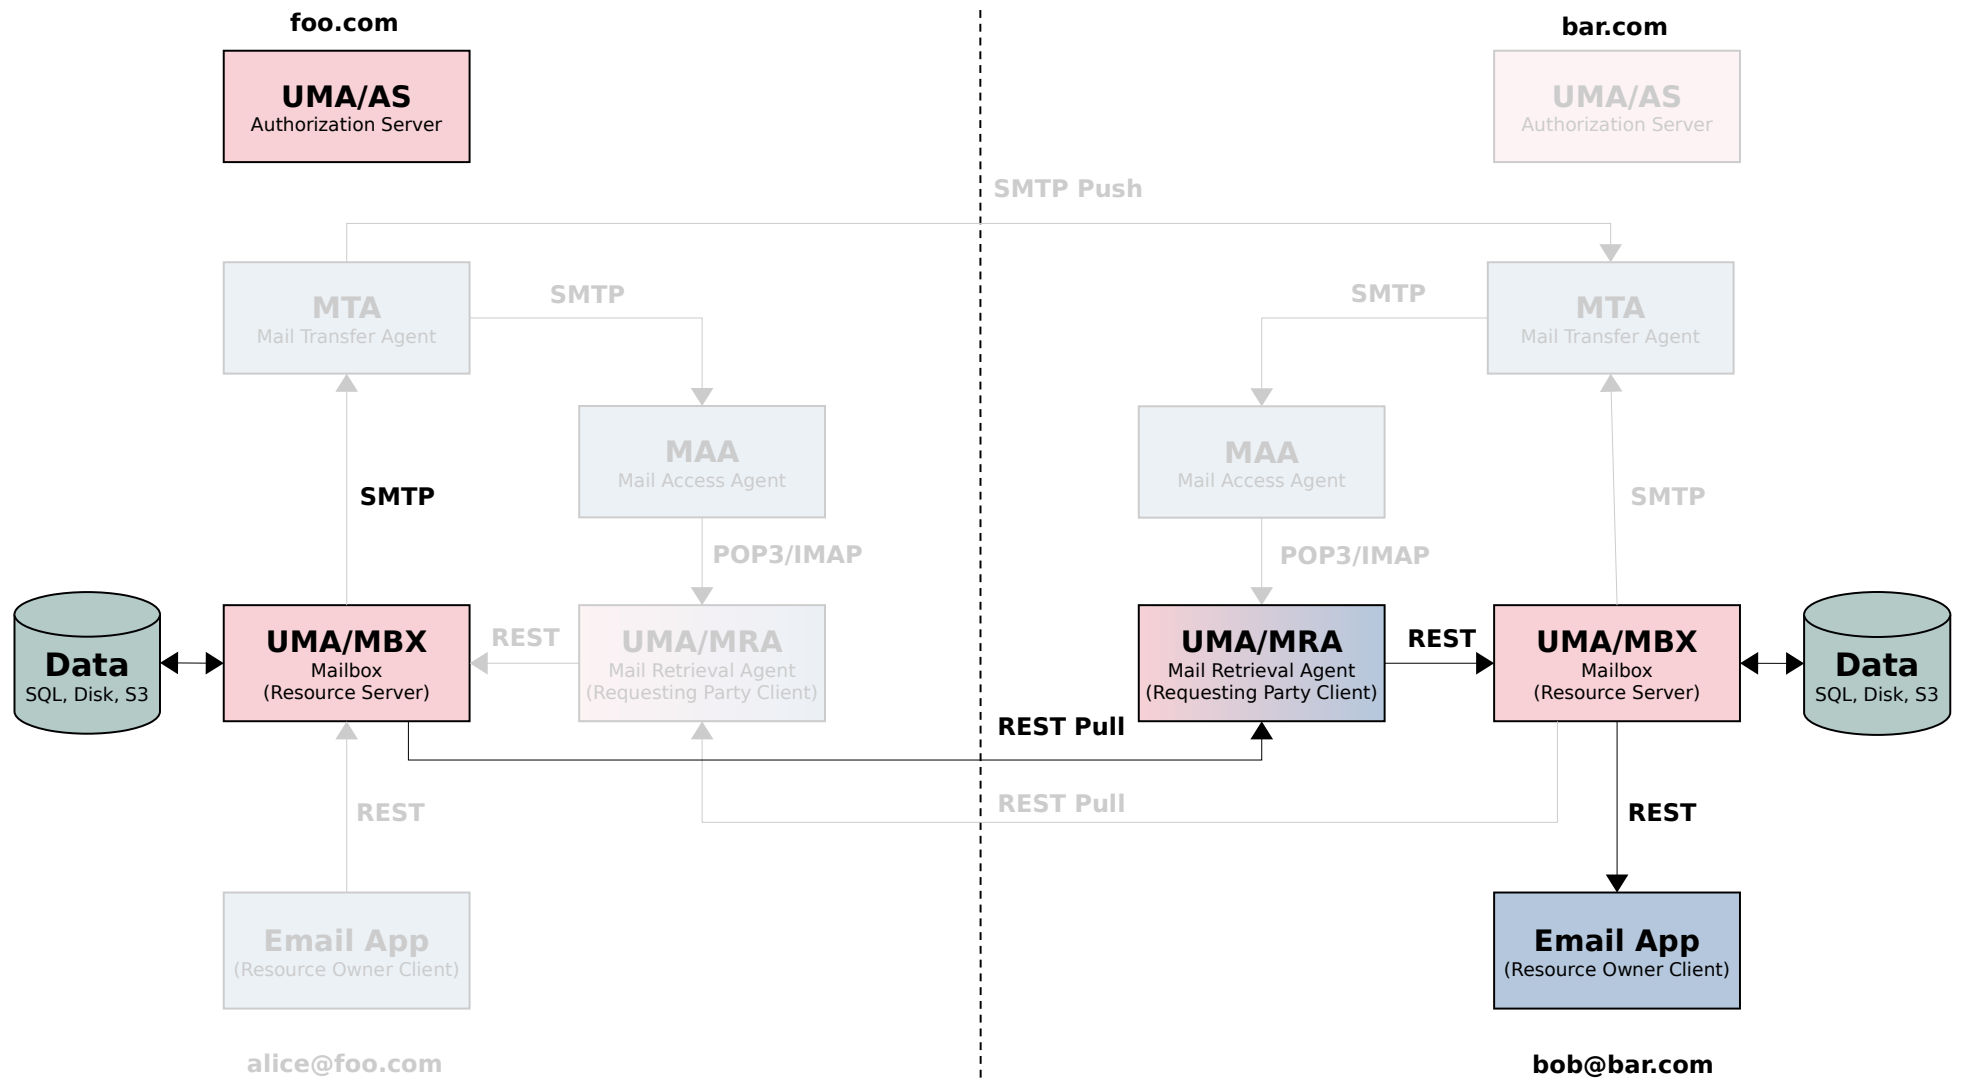 foo.com
bar.com
UMA/AS
Authorization Server
UMA/AS
Authorization Server
SMTP Push
MTA
Mail Transfer Agent
SMTP
SMTP
MTA
Mail Transfer Agent
MAA
Mail Access Agent
MAA
Mail Access Agent
SMTP
SMTP
POP3/IMAP
POP3/IMAP
Data
SQL, Disk, S3
UMA/MBX
Mailbox
(Resource Server)
REST
UMA/MRA
Mail Retrieval Agent
(Requesting Party Client)
UMA/MRA
Mail Retrieval Agent
(Requesting Party Client)
REST
UMA/MBX
Mailbox
(Resource Server)
Data
SQL, Disk, S3
REST Pull
REST Pull
REST
REST
Email App
(Resource Owner Client)
Email App
(Resource Owner Client)
alice@foo.com
bob@bar.com